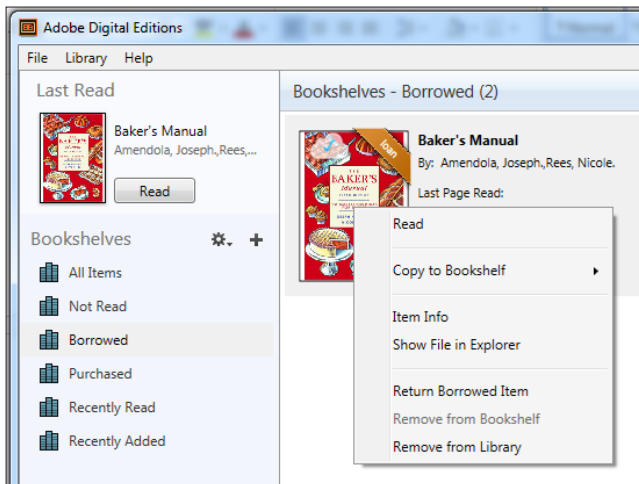 Adobe Digital Editions
File Library Help
Last Read
Baker's Manual
Amendola, Joseph.,Rees,...
Read
Bookshelves
All Items
Not Read
Borrowed
Purchased
Recently Read
Recently Added
Bookshelves - Borrowed (2)
loan
THE
BAKER'S
Manual
Baker's Manual
By: Amendola, Joseph.,Rees, Nicole.
Last Page Read:
Read
Copy to Bookshelf
Item Info
Show File in Explorer
Return Borrowed Item
Remove from Bookshelf
Remove from Library